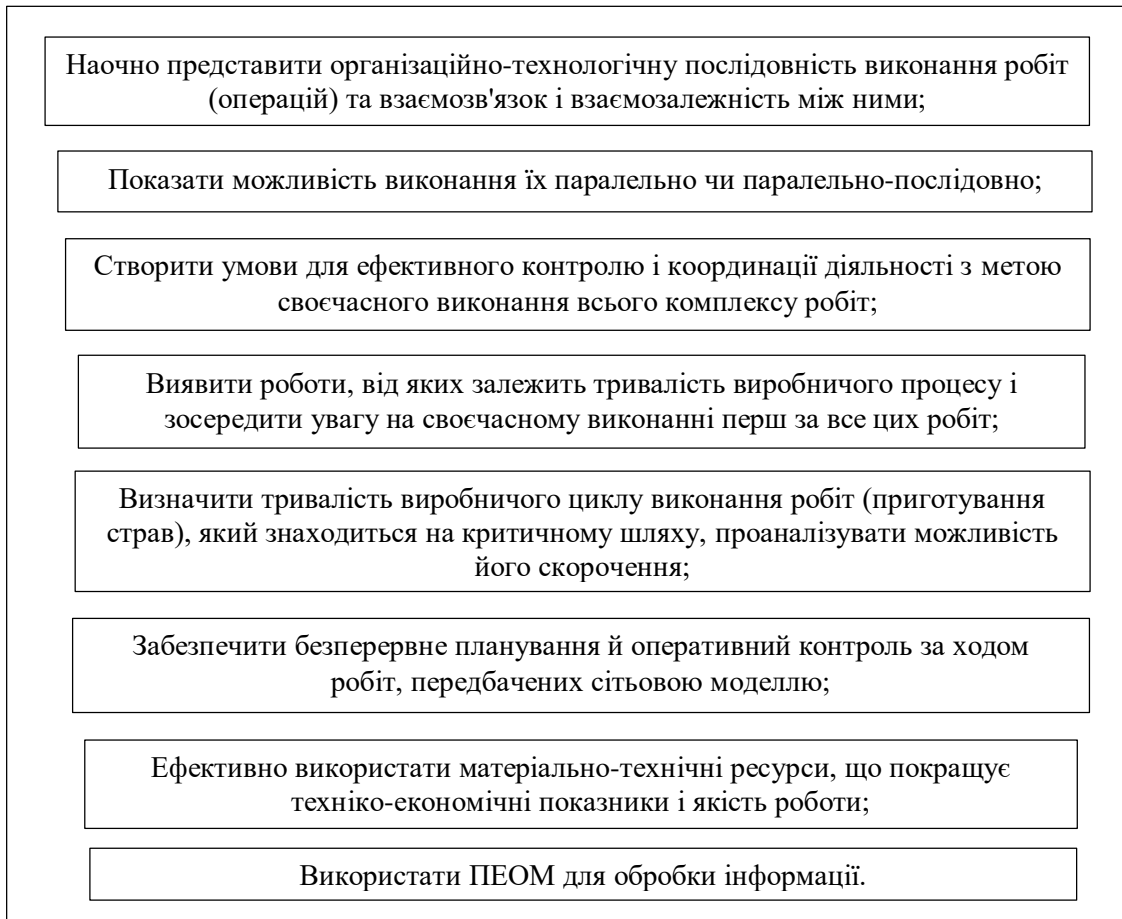 Наочно представити організаційно-технологічну послідовність виконання робіт
(операцій) та взаємозв'язок і взаємозалежність між ними;
Показати можливість виконання їх паралельно чи паралельно-послідовно;
Створити умови для ефективного контролю і координації діяльності з метою
своєчасного виконання всього комплексу робіт;
Виявити роботи, від яких залежить тривалість виробничого процесу і
зосередити увагу на своєчасному виконанні перш за все цих робіт;
Визначити тривалість виробничого циклу виконання робіт (приготування
страв), який знаходиться на критичному шляху, проаналізувати можливість
його скорочення;
Забезпечити безперервне планування й оперативний контроль за ходом
робіт, передбачених сітьовою моделлю;
Ефективно використати матеріально-технічні ресурси, що покращує
техніко-економічні показники і якість роботи;
Використати ПЕОМ для обробки інформації.